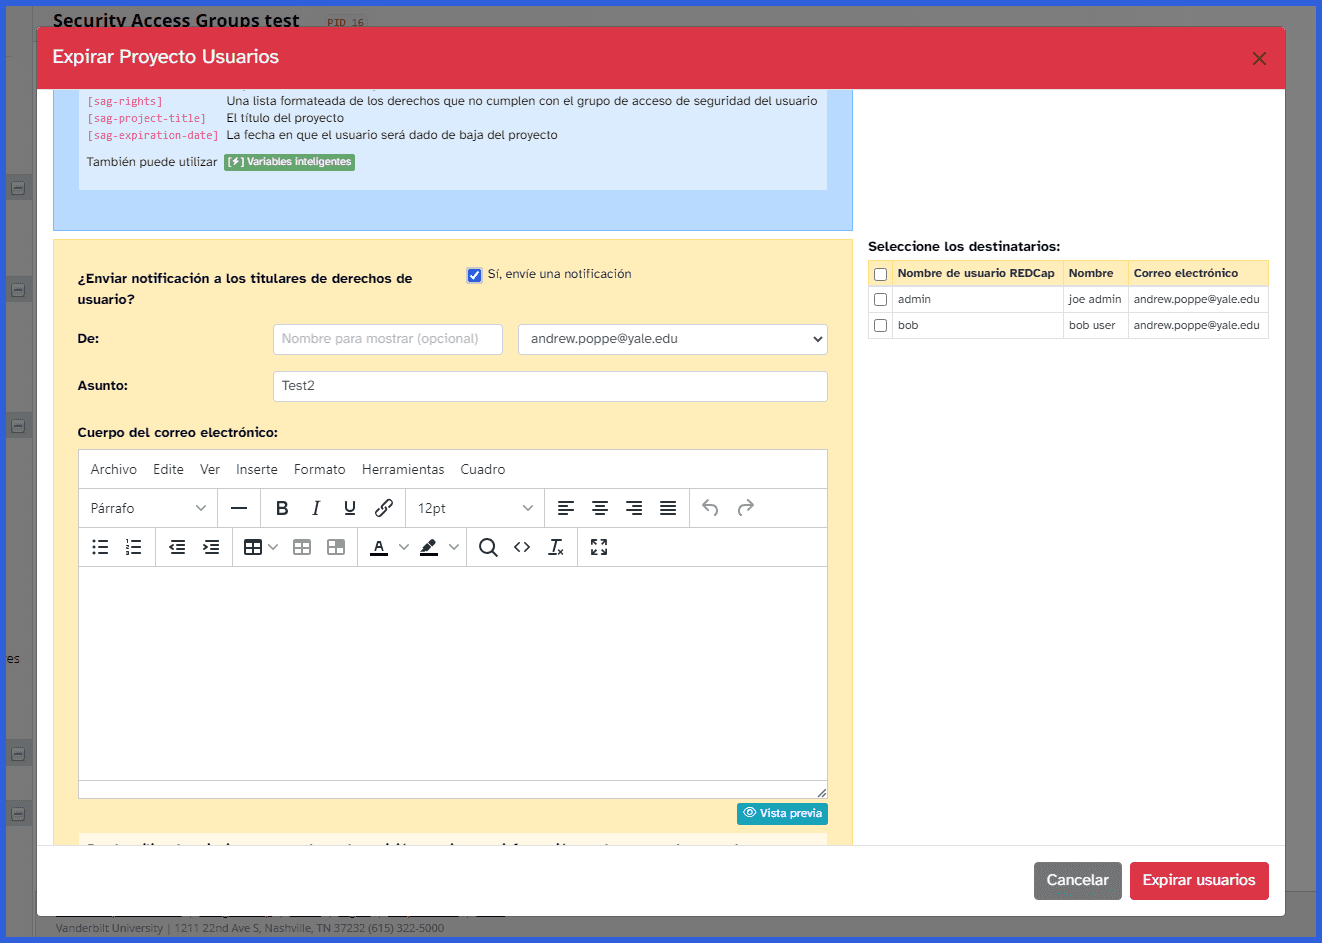 Security Access Groups test PID 16
Expirar Proyecto Usuarios
[sag-rights] Una lista formateada de los derechos que no cumplen con el grupo de acceso de seguridad del usuario
[sag-project-title] El título del proyecto
[sag-expiration-date] La fecha en que el usuario será dado de baja del proyecto
También puede utilizar [⚡] Variables inteligentes
¿Enviar notificación a los titulares de derechos de
usuario?
Sí, envíe una notificación
De: Nombre para mostrar (opcional) andrew.poppe@yale.edu
Asunto: Test2
Cuerpo del correo electrónico:
Archivo Edite Ver Inserte Formato Herramientas Cuadro
Párrafo B I U 12pt
A
Vista previa
Seleccione los destinatarios:
Nombre de usuario REDCap Nombre Correo electrónico
admin joe admin andrew.poppe@yale.edu
bob bob user andrew.poppe@yale.edu
Cancelar Expirar usuarios
es
Vanderbilt University | 1211 22nd Ave S, Nashville, TN 37232 (615) 322-5000